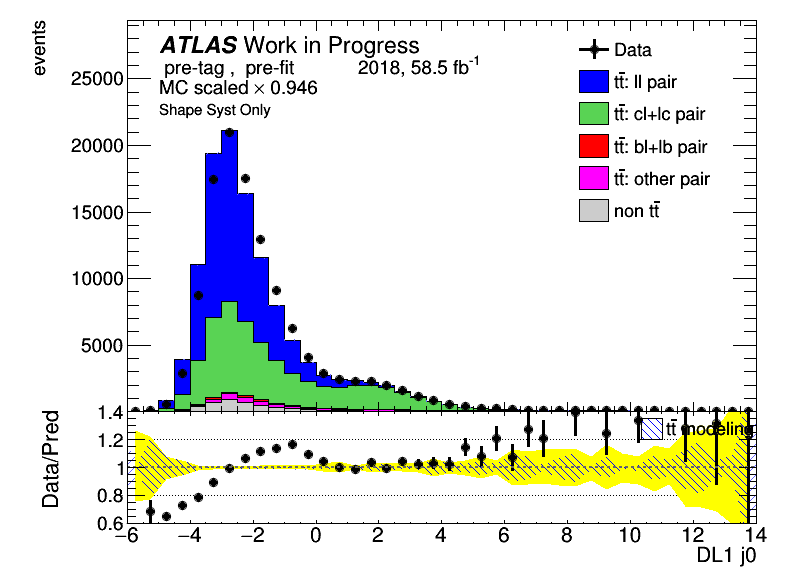 events
ATLAS Work in Progress
pre-tag , pre-fit 2018, 58.5 fb⁻¹
MC scaled × 0.946
Shape Syst Only
Data
tt̄: ll pair
tt̄: cl+lc pair
tt̄: bl+lb pair
tt̄: other pair
non tt̄
25000
20000
15000
10000
5000
Data/Pred
1.4
1.2
1
0.8
0.6
tt̄ modeling
−6 −4 −2 0 2 4 6 8 10 12 14
DL1 j0